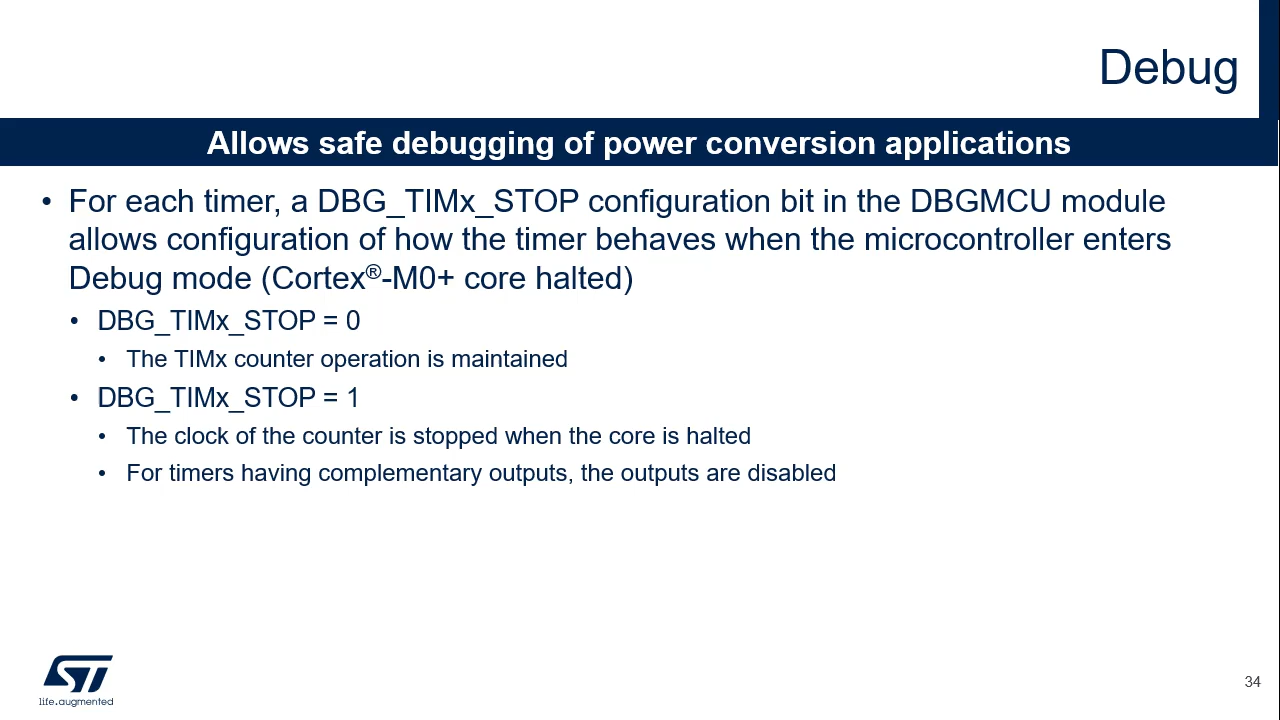 Debug
Allows safe debugging of power conversion applications
• For each timer, a DBG_TIMx_STOP configuration bit in the DBGMCU module
allows configuration of how the timer behaves when the microcontroller enters
Debug mode (Cortex®-M0+ core halted)
• DBG_TIMx_STOP = 0
• The TIMx counter operation is maintained
• DBG_TIMx_STOP = 1
• The clock of the counter is stopped when the core is halted
• For timers having complementary outputs, the outputs are disabled
ST
life.augmented
34